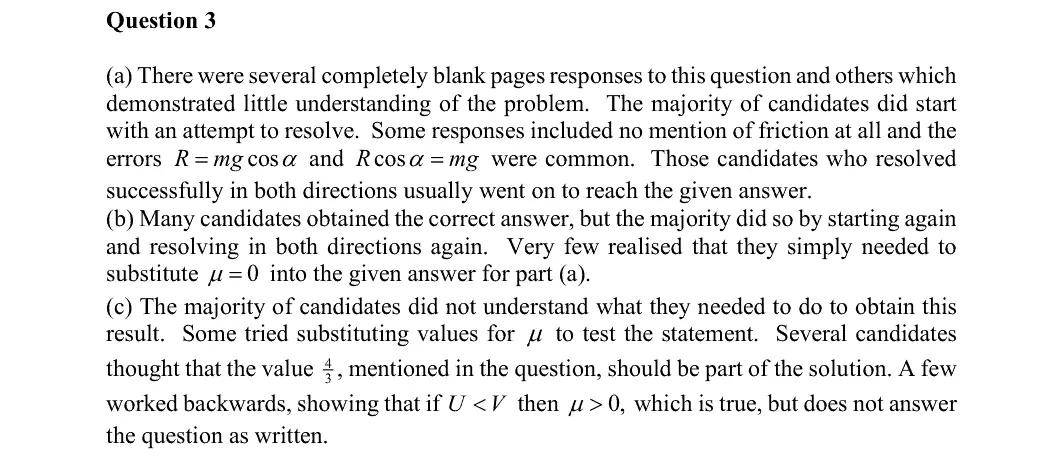 Question 3
(a) There were several completely blank pages responses to this question and others which
demonstrated little understanding of the problem. The majority of candidates did start
with an attempt to resolve. Some responses included no mention of friction at all and the
errors R = mg cos α and R cos α = mg were common. Those candidates who resolved
successfully in both directions usually went on to reach the given answer.
(b) Many candidates obtained the correct answer, but the majority did so by starting again
and resolving in both directions again. Very few realised that they simply needed to
substitute μ = 0 into the given answer for part (a).
(c) The majority of candidates did not understand what they needed to do to obtain this
result. Some tried substituting values for μ to test the statement. Several candidates
thought that the value 4/3, mentioned in the question, should be part of the solution. A few
worked backwards, showing that if U < V then μ > 0, which is true, but does not answer
the question as written.